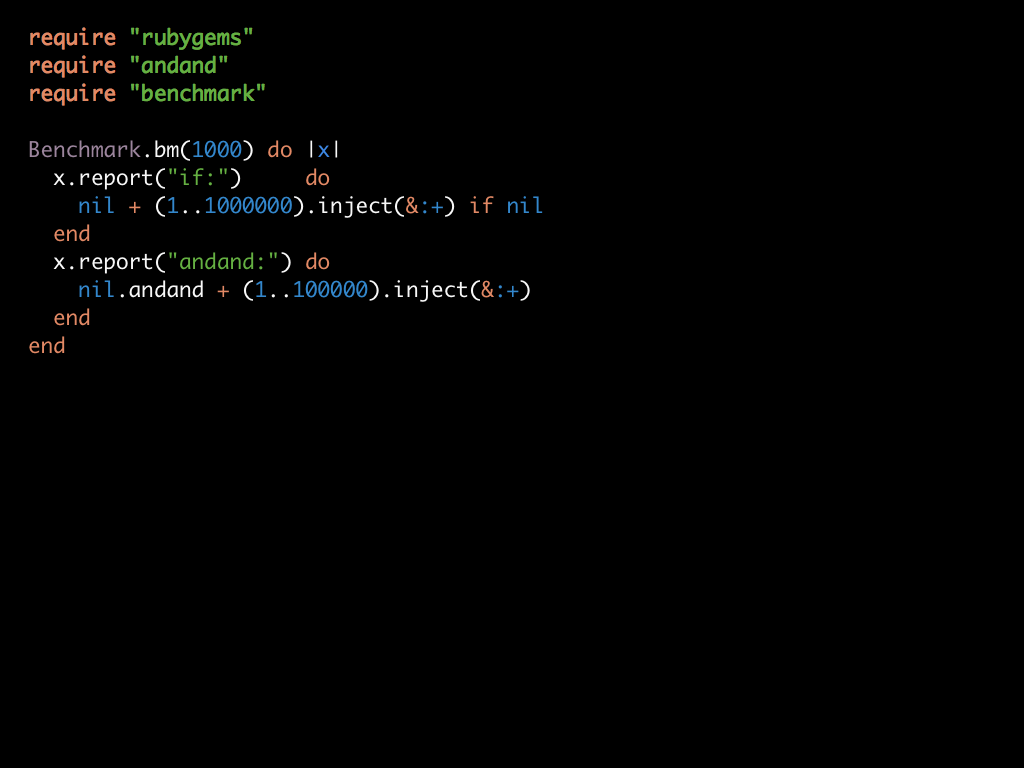 require "rubygems"
require "andand"
require "benchmark"

Benchmark.bm(1000) do |x|
  x.report("if:")     do
    nil + (1..1000000).inject(&:+) if nil
  end
  x.report("andand:") do
    nil.andand + (1..100000).inject(&:+)
  end
end